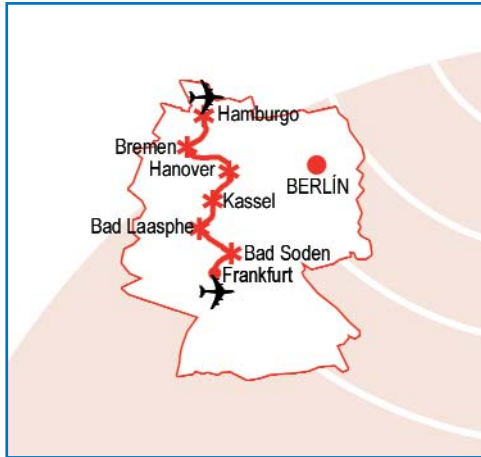 Hamburgo
Bremen
Hanover
BERLÍN
Kassel
Bad Laasphe
Bad Soden
Frankfurt